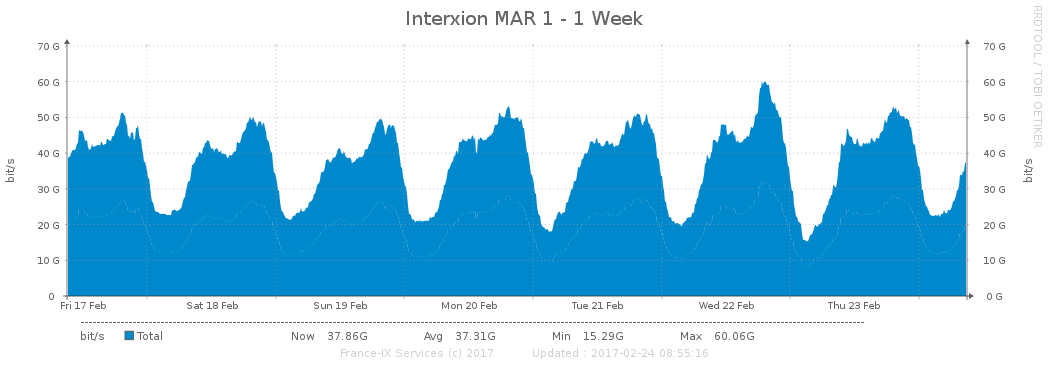 Interxion MAR 1 - 1 Week
RRDTOOL / TOBI OETIKER
70 G 70 G
60 G 60 G
50 G 50 G
40 G 40 G
30 G 30 G
20 G 20 G
10 G 10 G
0 0 G
bit/s
bit/s
Fri 17 Feb Sat 18 Feb Sun 19 Feb Mon 20 Feb Tue 21 Feb Wed 22 Feb Thu 23 Feb
bit/s Total Now 37.86G Avg 37.31G Min 15.29G Max 60.06G
France-IX Services (c) 2017 Updated : 2017-02-24 08:55:16